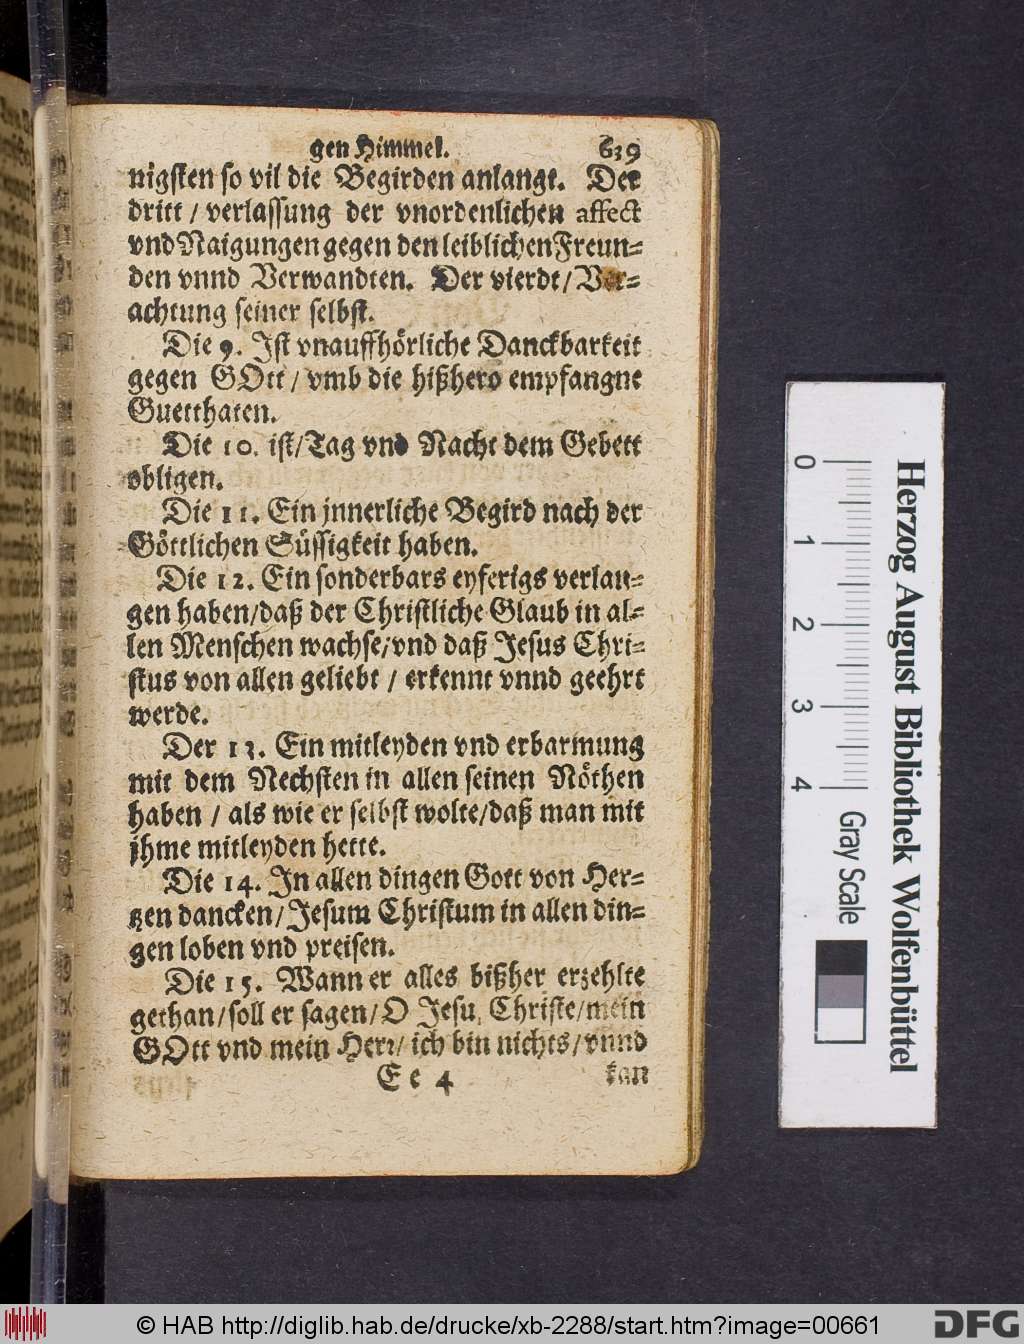 gen Himmel. 639
nigſten ſo vil die Begirden anlangt. Der
dritt / verlaſſung der vnordenlichen affect
vnd Naigungen gegen den leiblichen Freun⸗
den vnnd Verwandten. Der vierdt / Ver⸗
achtung ſeiner ſelbſt.
Die 9. Iſt vnauffhörliche Danckbarkeit
gegen GOtt / vmb die hißhero empfangne
Guetthaten.
Die 10. iſt/Tag vnd Nacht dem Gebett
obligen.
Die 11. Ein jnnerliche Begird nach der
Göttlichen Süſſigkeit haben.
Die 12. Ein ſonderbars eyferigs verlan⸗
gen haben/daß der Chriſtliche Glaub in al⸗
len Menſchen wachſe/vnd daß Jeſus Chri⸗
ſtus von allen geliebt / erkennt vnnd geehrt
werde.
Der 13. Ein mitleyden vnd erbarmung
mit dem Nechſten in allen ſeinen Nöthen
haben / als wie er ſelbſt wolte/daß man mit
jhme mitleyden hette.
Die 14. In allen dingen Gott von Her⸗
tzen dancken/Jeſum Chriſtum in allen din⸗
gen loben vnd preiſen.
Die 15. Wann er alles bißher erzehlte
gethan/ſoll er ſagen/O Jeſu Chriſte/mein
GOtt vnd mein Herr/ ich bin nichts/vnnd
Ee 4 kan
0 1 2 3 4
Gray Scale
Herzog August Bibliothek Wolfenbüttel
© HAB http://diglib.hab.de/drucke/xb-2288/start.htm?image=00661
DFG